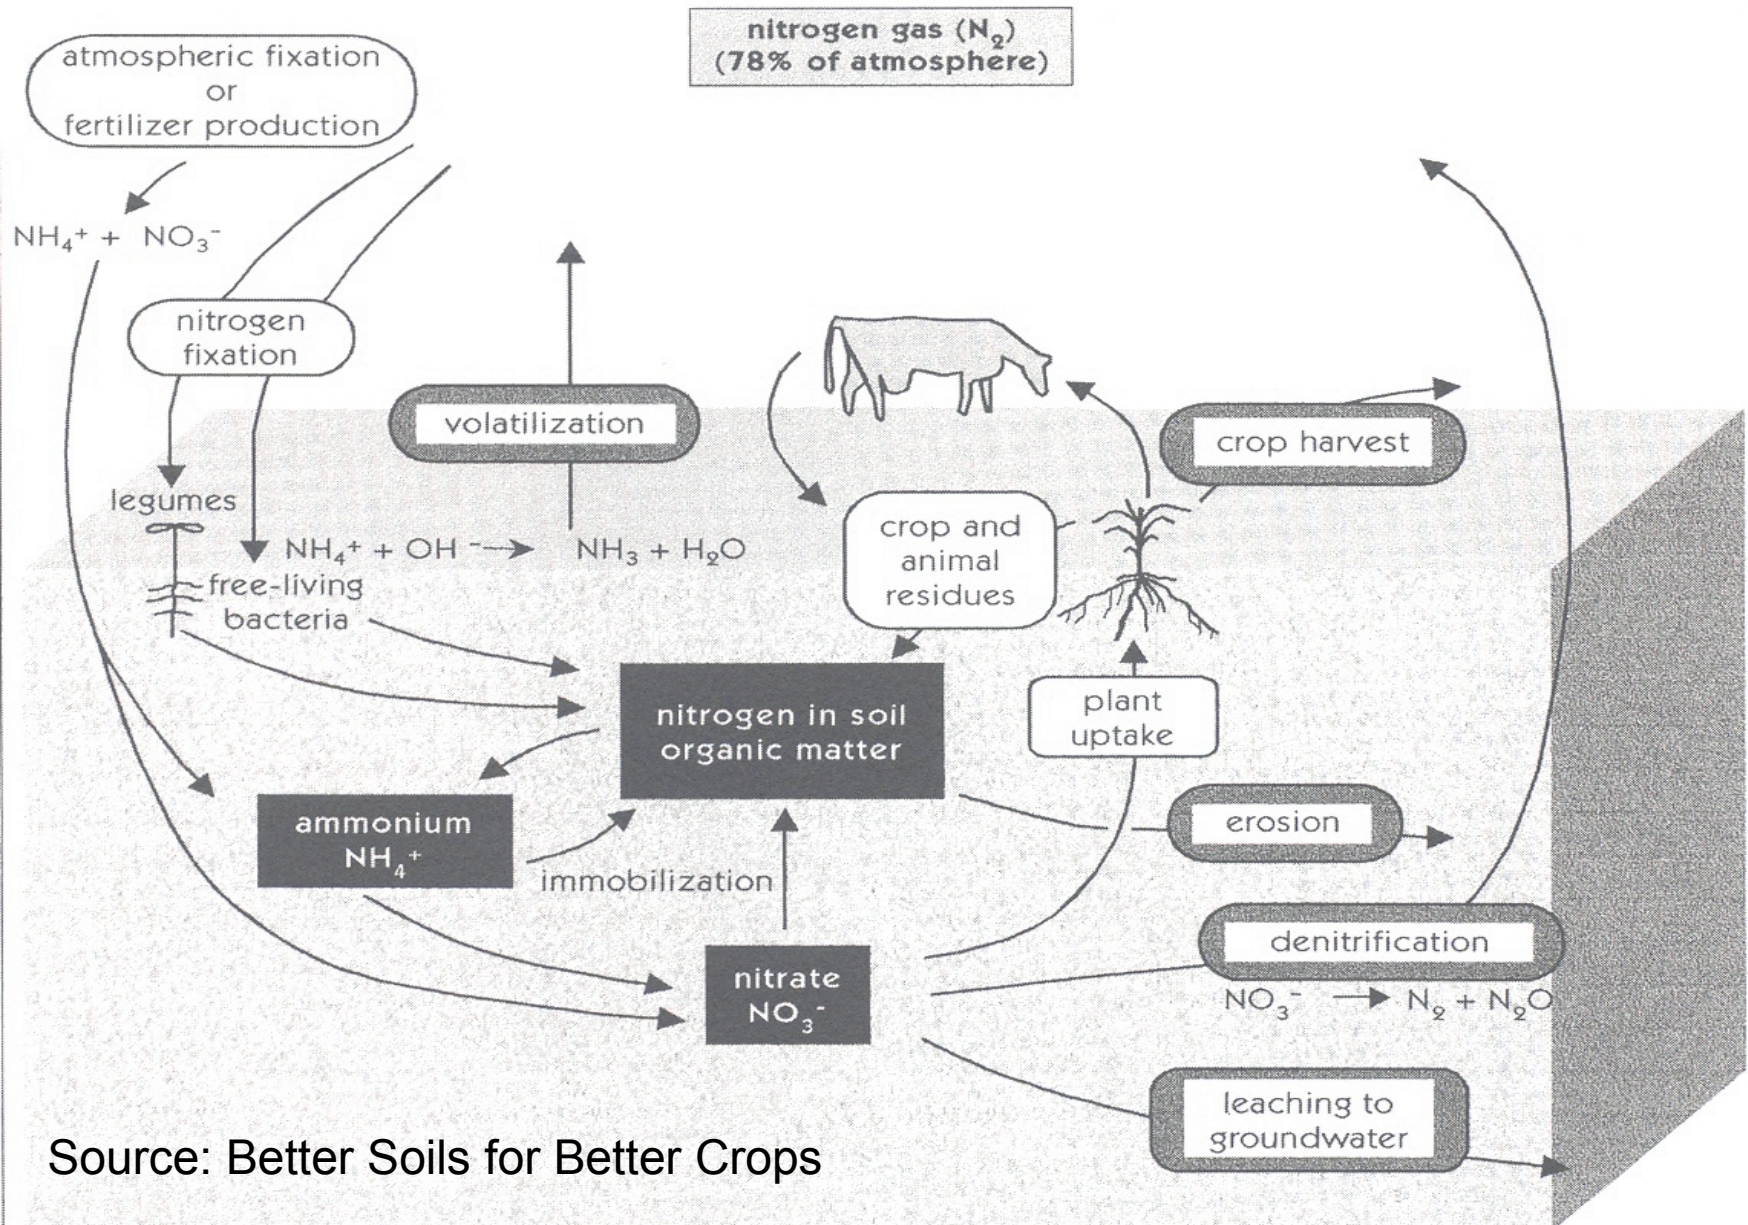 nitrogen gas (N₂)
(78% of atmosphere)
atmospheric fixation
or
fertilizer production
NH₄⁺ + NO₃⁻
nitrogen
fixation
volatilization
crop harvest
legumes
crop and
animal
residues
NH₄⁺ + OH⁻ → NH₃ + H₂O
free-living
bacteria
nitrogen in soil
organic matter
plant
uptake
ammonium
NH₄⁺
immobilization
erosion
denitrification
NO₃⁻ → N₂ + N₂O
nitrate
NO₃⁻
leaching to
groundwater
Source: Better Soils for Better Crops